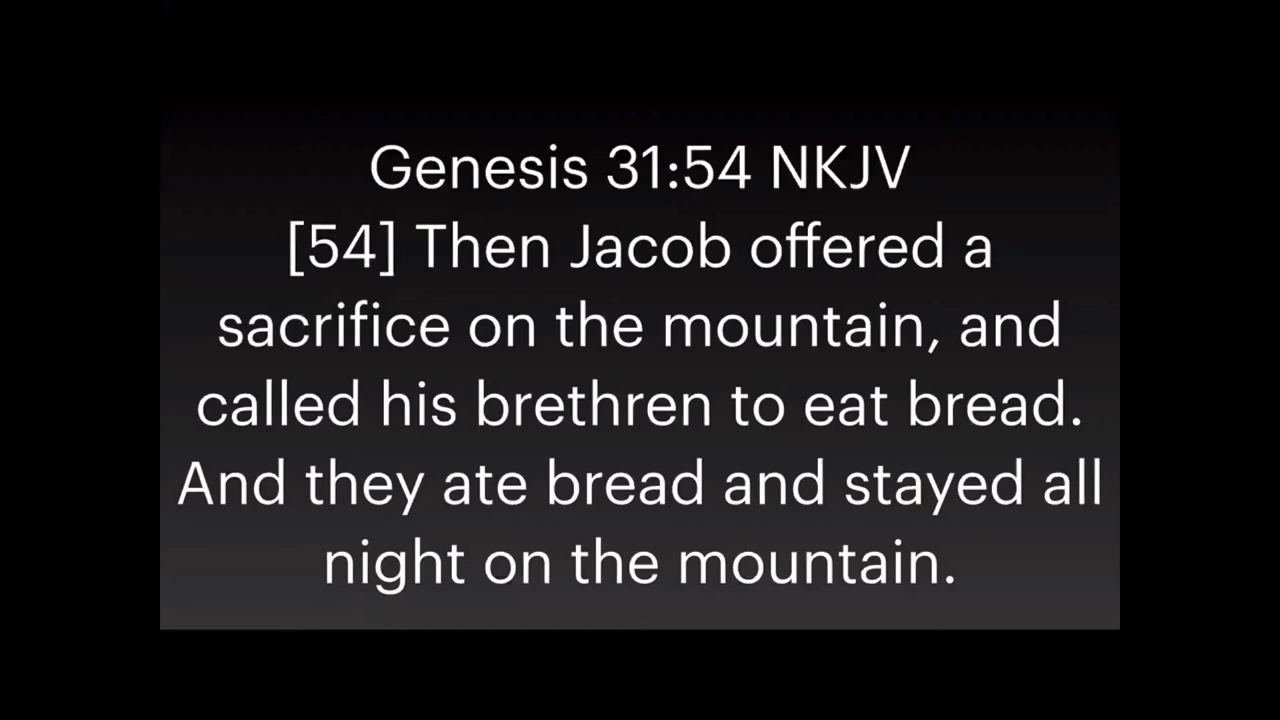 Genesis 31:54 NKJV
[54] Then Jacob offered a
sacrifice on the mountain, and
called his brethren to eat bread.
And they ate bread and stayed all
night on the mountain.